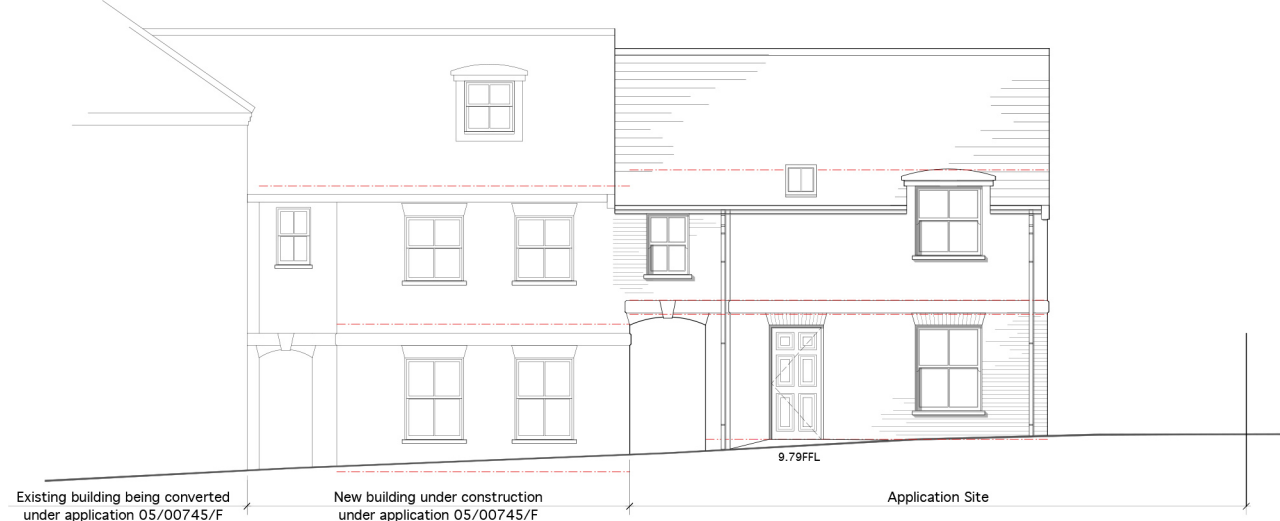 9.79FFL
Existing building being converted
under application 05/00745/F
New building under construction
under application 05/00745/F
Application Site